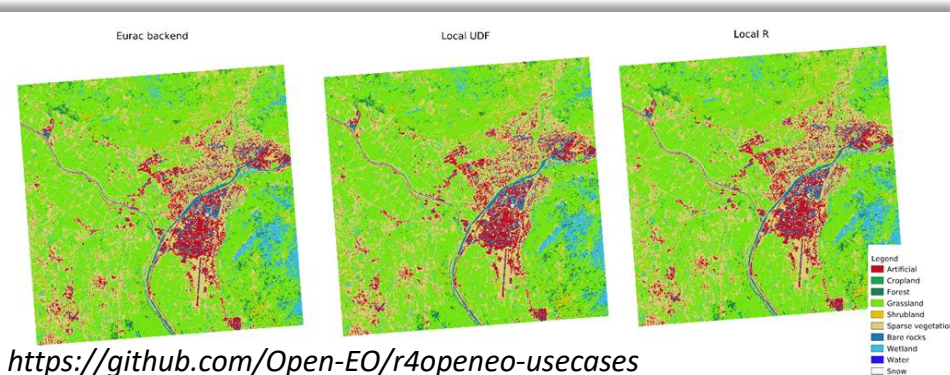 Eurac backend
Local UDF
Local R
Legend
Artificial
Cropland
Forest
Grassland
Shrubland
Sparse vegetation
Bare rocks
Wetland
Water
Snow
https://github.com/Open-EO/r4openeo-usecases